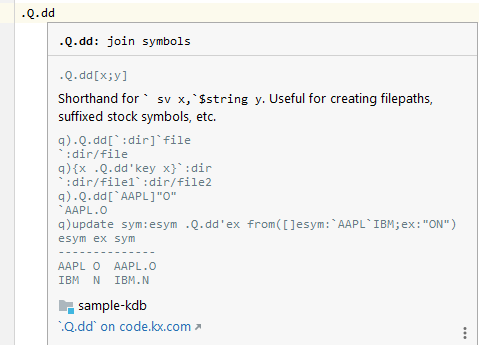 .Q.dd
.Q.dd: join symbols
.Q.dd[x;y]
Shorthand for ` sv x,`$string y. Useful for creating filepaths,
suffixed stock symbols, etc.
q).Q.dd[`:dir]`file
`:dir/file
q){x .Q.dd'key x}`:dir
`:dir/file1`:dir/file2
q).Q.dd[`AAPL]"O"
`AAPL.O
q)update sym:esym .Q.dd'ex from([]esym:`AAPL`IBM;ex:"ON")
esym ex sym
--------------
AAPL O  AAPL.O
IBM  N  IBM.N
sample-kdb
`.Q.dd` on code.kx.com